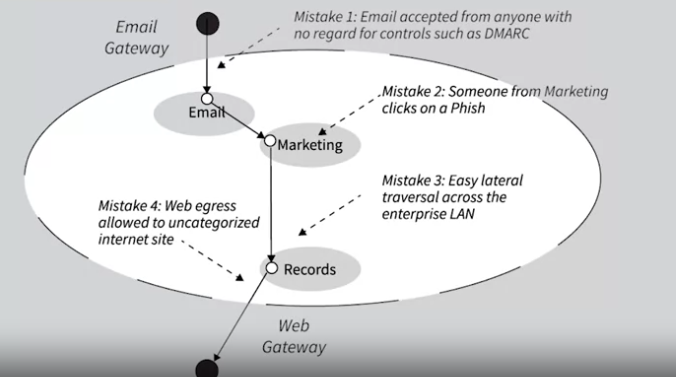 Email
Gateway
Mistake 1: Email accepted from anyone with
no regard for controls such as DMARC
Email
Mistake 2: Someone from Marketing
clicks on a Phish
Marketing
Mistake 3: Easy lateral
traversal across the
enterprise LAN
Mistake 4: Web egress
allowed to uncategorized
internet site
Records
Web
Gateway